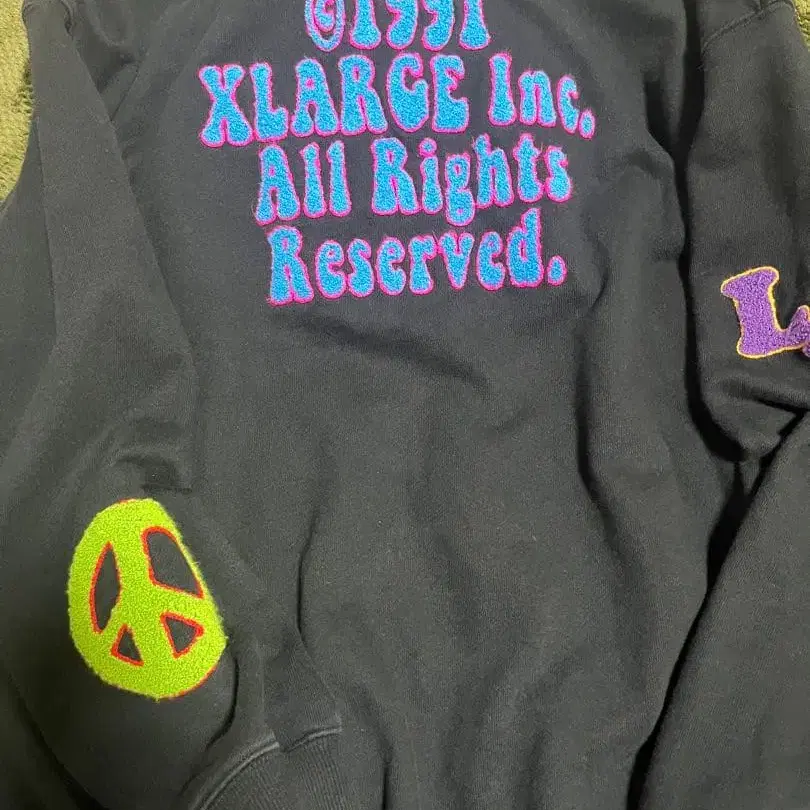 ©1991
XLARGE Inc.
All Rights
Reserved.